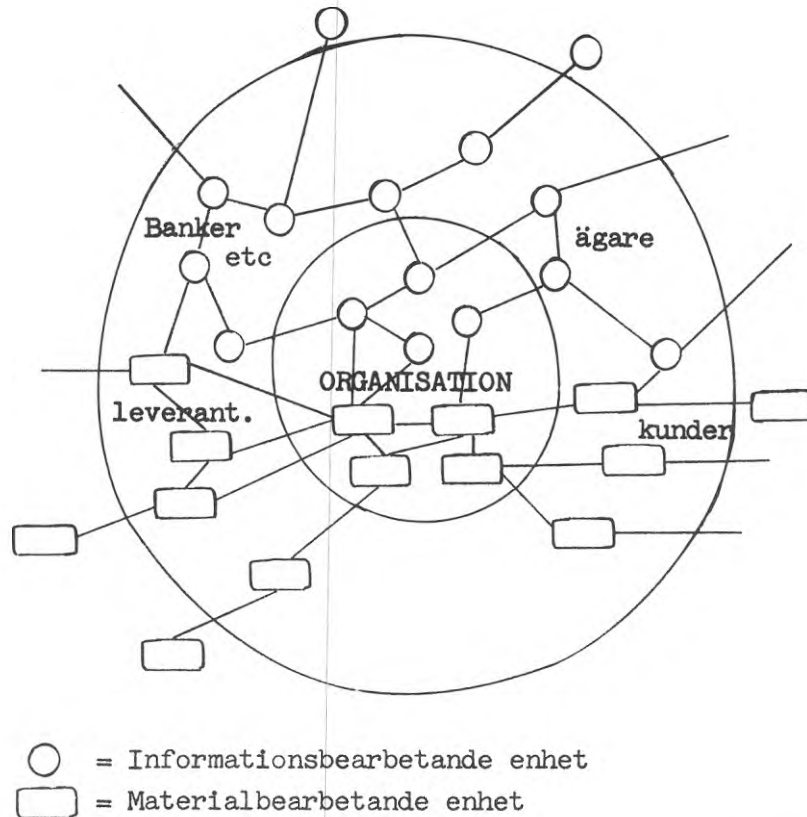 Banker
etc
ägare
ORGANISATION
leverant.
kunder
= Informationsbearbetande enhet
= Materialbearbetande enhet